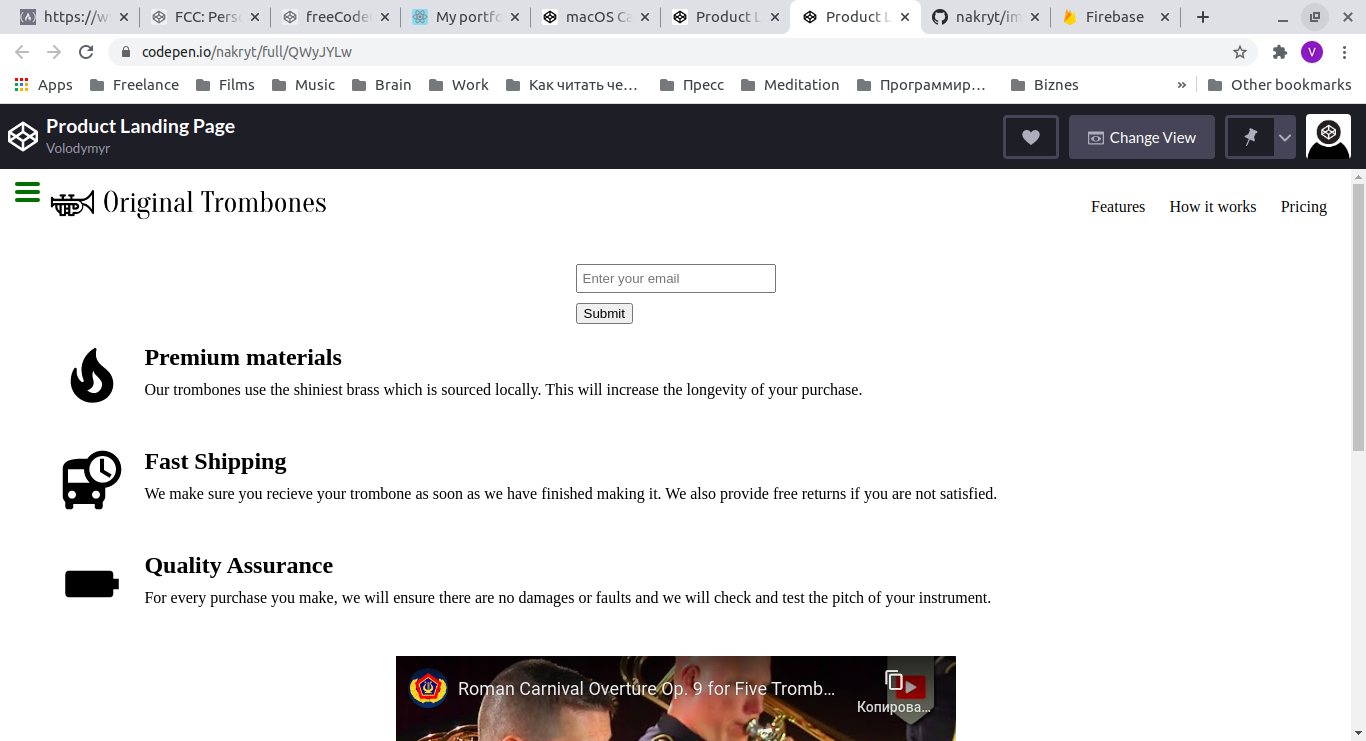 https://w
FCC: Perso
freeCode
My portfo
macOS Ca
Product L
Product L
nakryt/im
Firebase
codepen.io/nakryt/full/QWyJYLw
V
Apps
Freelance
Films
Music
Brain
Work
Как читать че…
Пресс
Meditation
Программир…
Biznes
»
Other bookmarks
Product Landing Page
Volodymyr
Change View
Original Trombones
Features
How it works
Pricing
Enter your email
Submit
Premium materials
Our trombones use the shiniest brass which is sourced locally. This will increase the longevity of your purchase.
Fast Shipping
We make sure you recieve your trombone as soon as we have finished making it. We also provide free returns if you are not satisfied.
Quality Assurance
For every purchase you make, we will ensure there are no damages or faults and we will check and test the pitch of your instrument.
Roman Carnival Overture Op. 9 for Five Tromb…
Копирова…